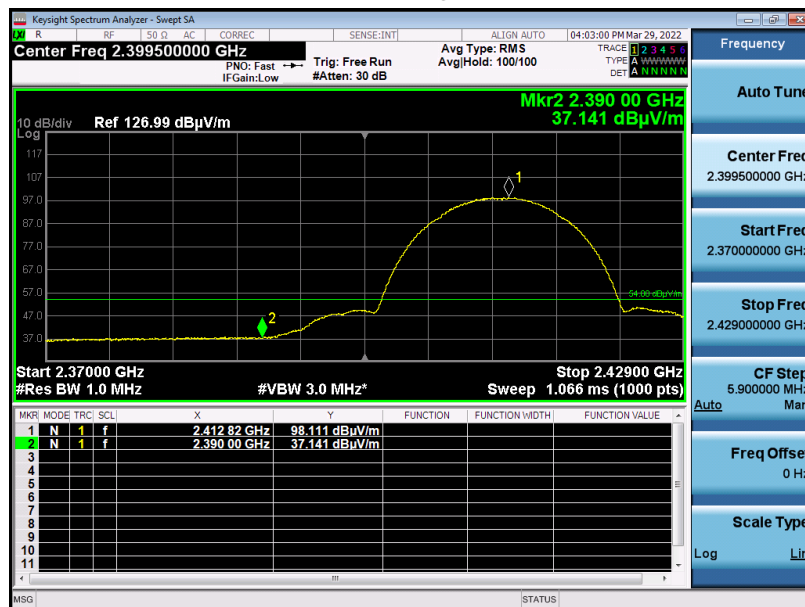 Keysight Spectrum Analyzer - Swept SA
LXI R RF 50 Ω AC CORREC SENSE:INT ALIGN AUTO 04:03:00 PM Mar 29, 2022
Center Freq 2.399500000 GHz
PNO: Fast
IFGain:Low
Trig: Free Run
#Atten: 30 dB
Avg Type: RMS
Avg|Hold: 100/100
TRACE 1 2 3 4 5 6
TYPE A WWWWW
DET A N N N N N
Mkr2 2.390 00 GHz
37.141 dBµV/m
10 dB/div Ref 126.99 dBµV/m
Log
117
107
97.0
87.0
77.0
67.0
57.0
47.0
37.0
1
2
54.00 dBµV/m
Start 2.37000 GHz Stop 2.42900 GHz
#Res BW 1.0 MHz #VBW 3.0 MHz* Sweep 1.066 ms (1000 pts)
MKR MODE TRC SCL X Y FUNCTION FUNCTION WIDTH FUNCTION VALUE
1 N 1 f 2.412 82 GHz 98.111 dBµV/m
2 N 1 f 2.390 00 GHz 37.141 dBµV/m
3
4
5
6
7
8
9
10
11
MSG STATUS
Frequency
Auto Tune
Center Freq
2.399500000 GHz
Start Freq
2.370000000 GHz
Stop Freq
2.429000000 GHz
CF Step
5.900000 MHz
Auto Man
Freq Offset
0 Hz
Scale Type
Log Lin